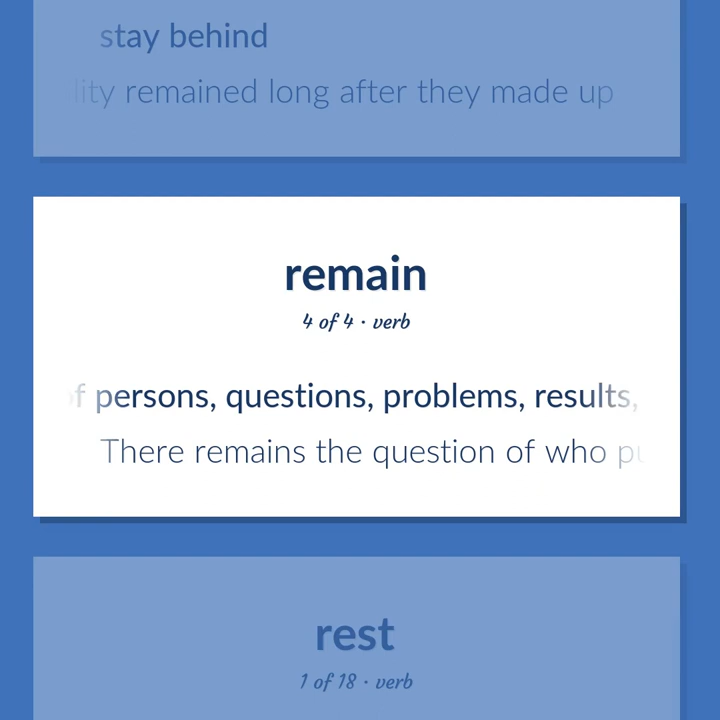 stay behind
remained long after they made up
remain
4 of 4 · verb
of persons, questions, problems, results,
There remains the question of who
rest
1 of 18 · verb